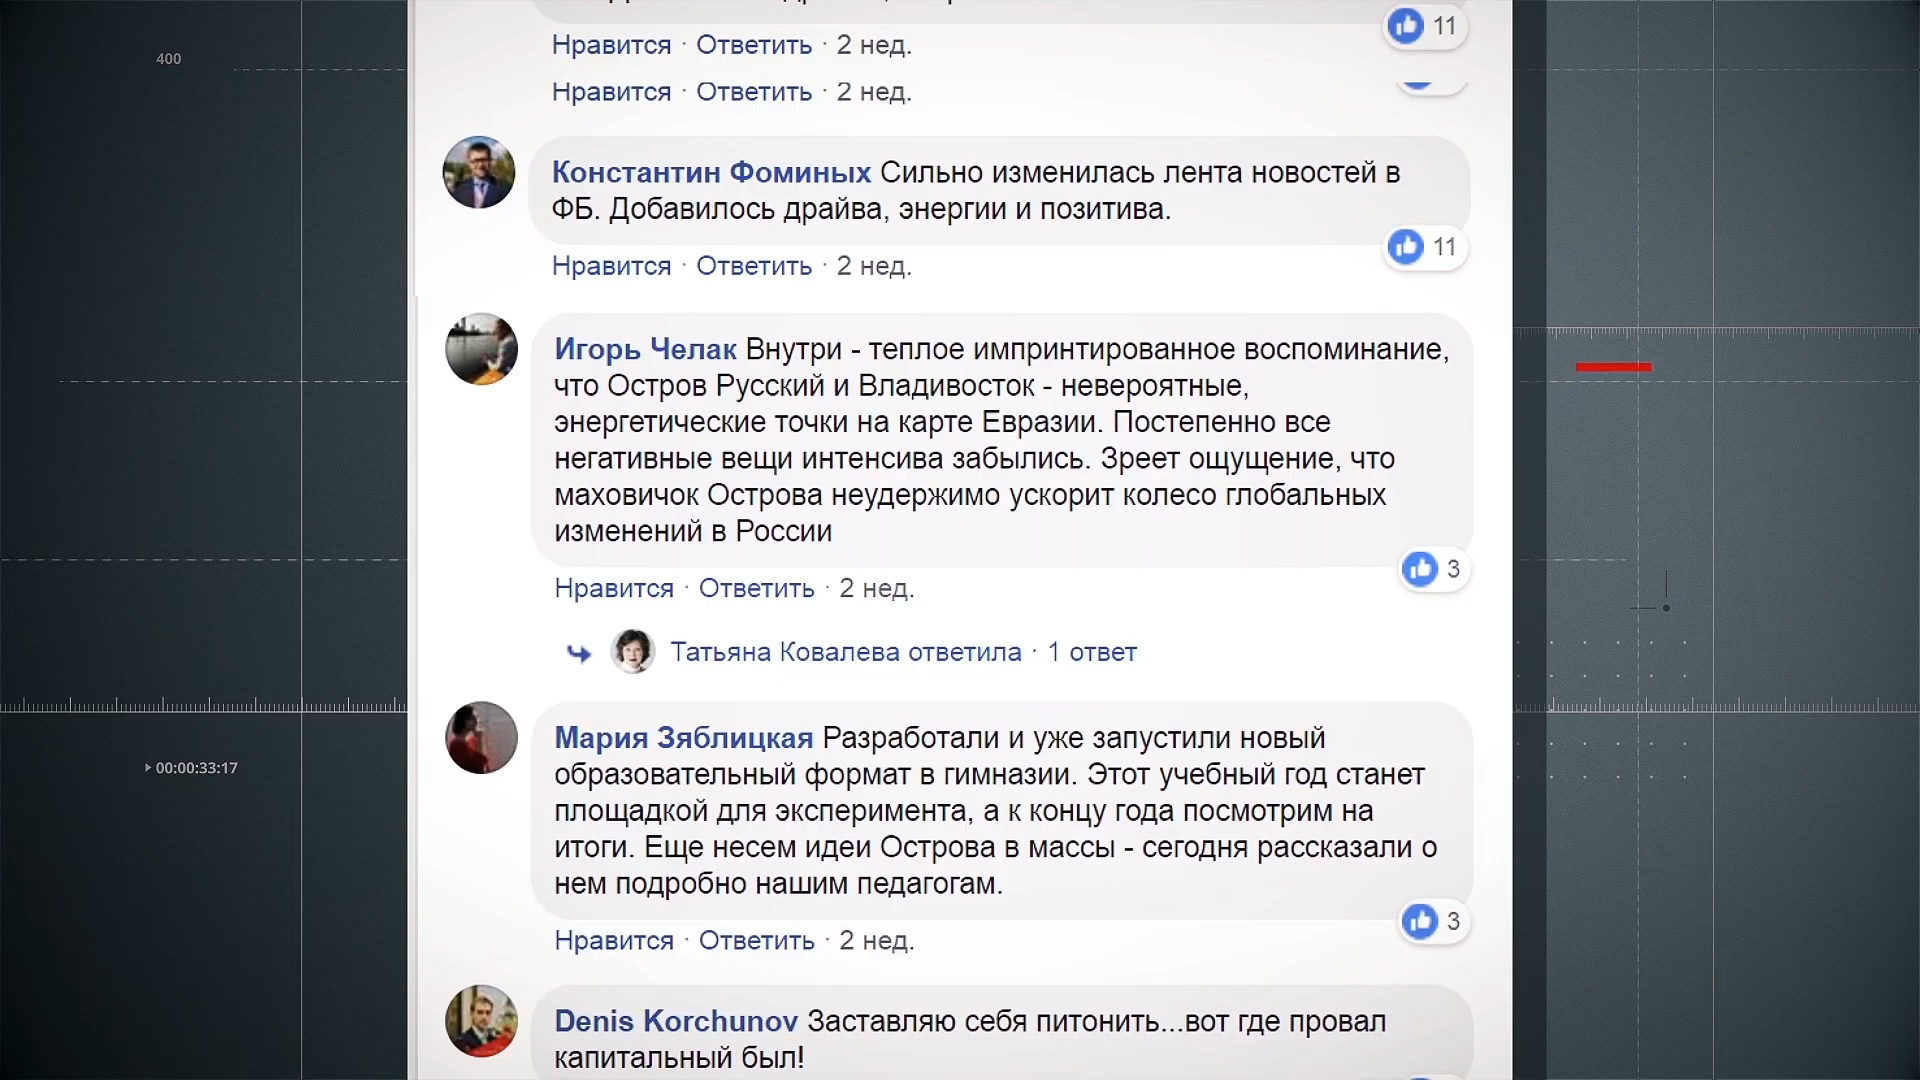 11
Нравится · Ответить · 2 нед.
400
Нравится · Ответить · 2 нед.
Константин Фоминых Сильно изменилась лента новостей в
ФБ. Добавилось драйва, энергии и позитива.
11
Нравится · Ответить · 2 нед.
Игорь Челак Внутри - теплое импринтированное воспоминание,
что Остров Русский и Владивосток - невероятные,
энергетические точки на карте Евразии. Постепенно все
негативные вещи интенсива забылись. Зреет ощущение, что
маховичок Острова неудержимо ускорит колесо глобальных
изменений в России
3
Нравится · Ответить · 2 нед.
Татьяна Ковалева ответила · 1 ответ
Мария Зяблицкая Разработали и уже запустили новый
образовательный формат в гимназии. Этот учебный год станет
00:00:33:17
площадкой для эксперимента, а к концу года посмотрим на
итоги. Еще несем идеи Острова в массы - сегодня рассказали о
нем подробно нашим педагогам.
3
Нравится · Ответить · 2 нед.
Denis Korchunov Заставляю себя питонить...вот где провал
капитальный был!